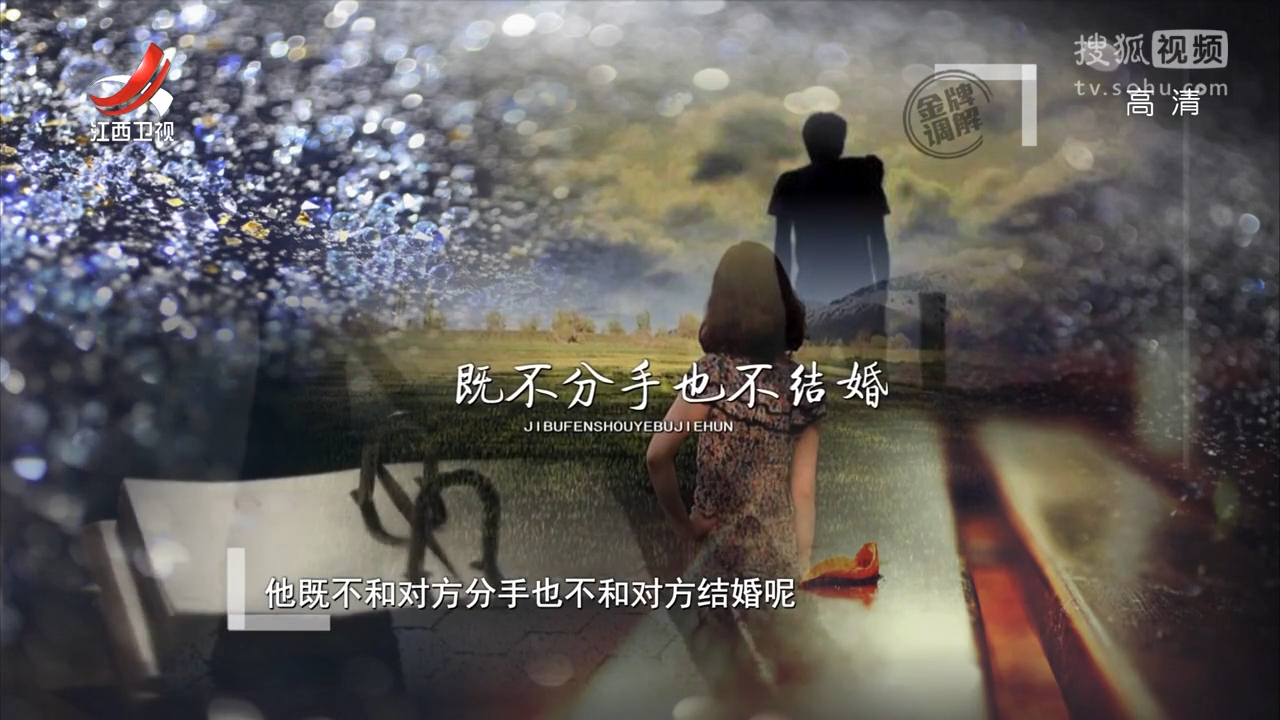 江西卫视
搜狐视频
tv.sohu.com
高清
金牌
调解
既不分手也不结婚
JIBUFENSHOUYEBUJIEHUN
他既不和对方分手也不和对方结婚呢